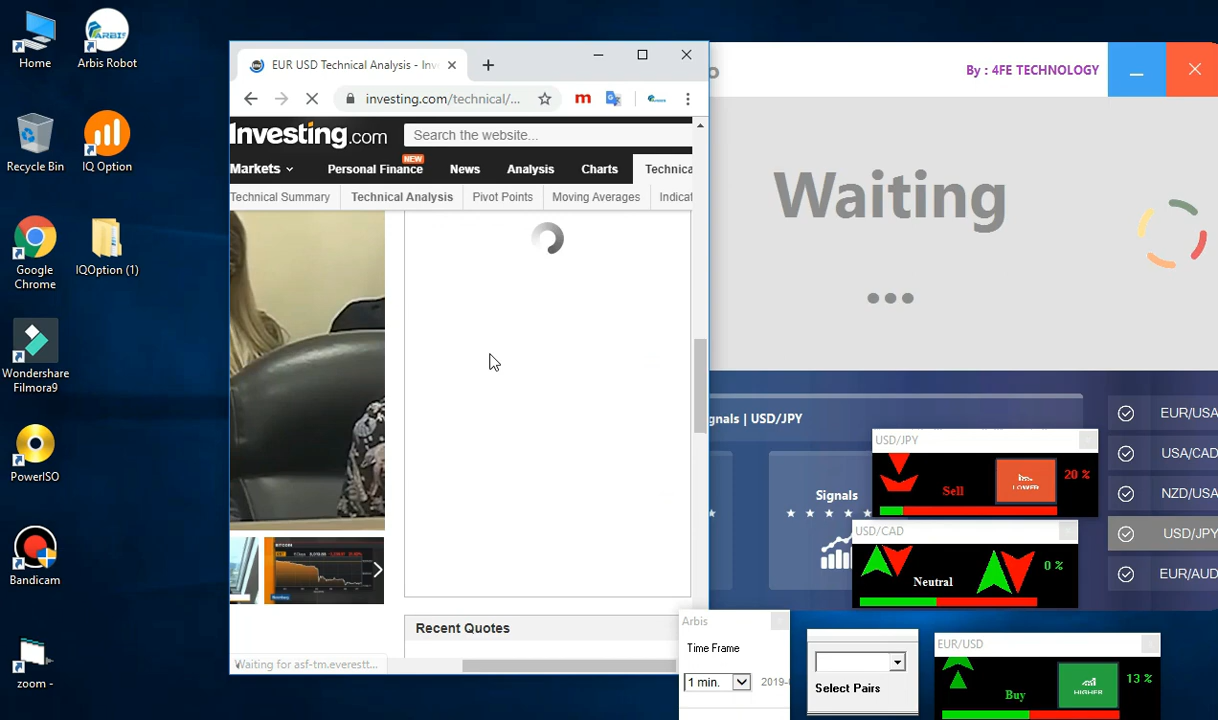 Home
Arbis Robot
Recycle Bin
IQ Option
Google
Chrome
IQOption (1)
Wondershare
Filmora9
PowerISO
Bandicam
zoom -
EUR USD Technical Analysis - Inv
investing.com/technical/...
Investing.com
Search the website...
Markets
Personal Finance
NEW
News
Analysis
Charts
Technica
Technical Summary
Technical Analysis
Pivot Points
Moving Averages
Indicat
Recent Quotes
Waiting for asf-tm.everestt...
By : 4FE TECHNOLOGY
Waiting
...
gnals | USD/JPY
Signals
EUR/USA
USA/CAD
NZD/USA
USD/JPY
EUR/AUD
USD/JPY
Sell
LOWER
20 %
USD/CAD
Neutral
0 %
Arbis
Time Frame
1 min.
2019-
Select Pairs
EUR/USD
Buy
HIGHER
13 %